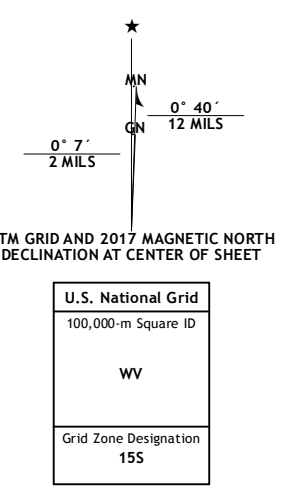 ★
MN
0° 40´
12 MILS
GN
0° 7´
2 MILS
TM GRID AND 2017 MAGNETIC NORTH
DECLINATION AT CENTER OF SHEET
U.S. National Grid
100,000-m Square ID
WV
Grid Zone Designation
15S